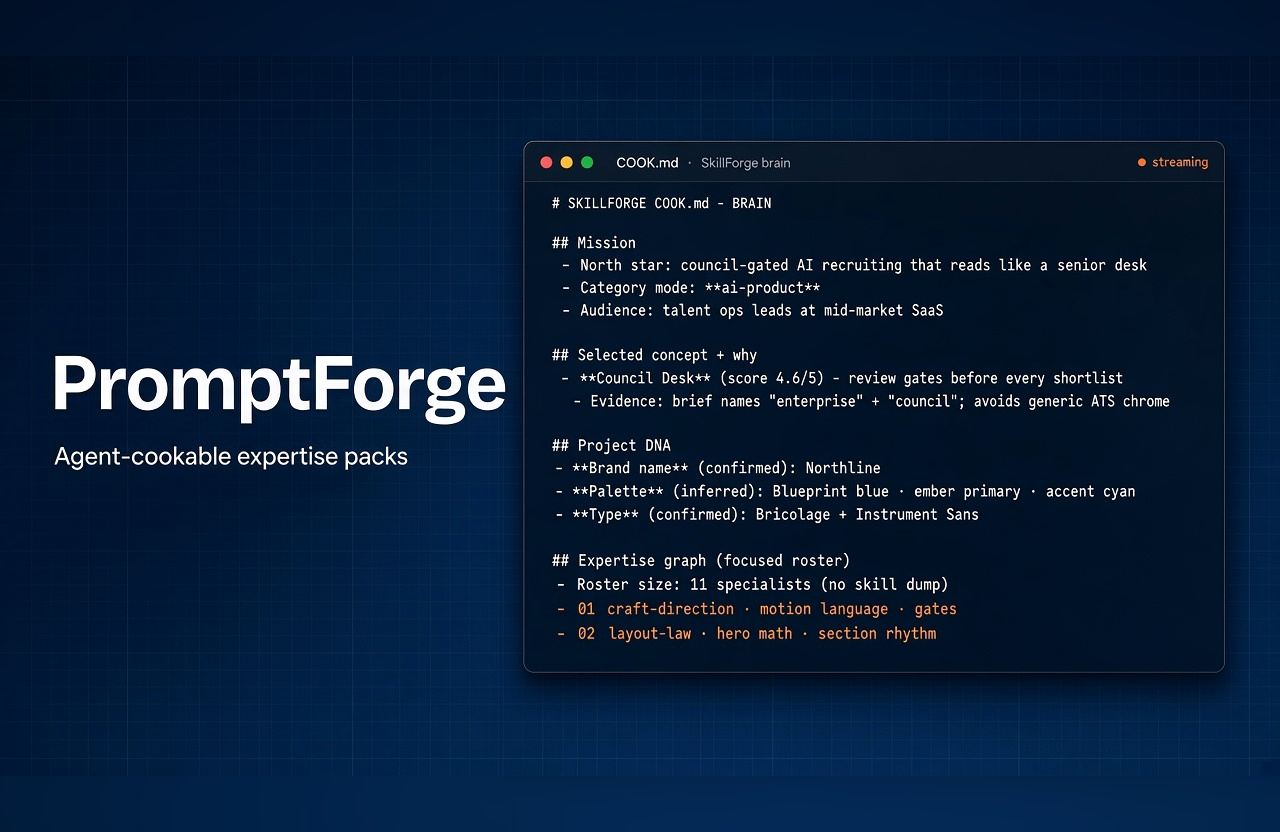 PromptForge
Agent-cookable expertise packs
COOK.md · SkillForge brain
streaming
# SKILLFORGE COOK.md - BRAIN
## Mission
- North star: council-gated AI recruiting that reads like a senior desk
- Category mode: **ai-product**
- Audience: talent ops leads at mid-market SaaS
## Selected concept + why
- **Council Desk** (score 4.6/5) - review gates before every shortlist
- Evidence: brief names "enterprise" + "council"; avoids generic ATS chrome
## Project DNA
- **Brand name** (confirmed): Northline
- **Palette** (inferred): Blueprint blue · ember primary · accent cyan
- **Type** (confirmed): Bricolage + Instrument Sans
## Expertise graph (focused roster)
- Roster size: 11 specialists (no skill dump)
- 01 craft-direction · motion language · gates
- 02 layout-law · hero math · section rhythm